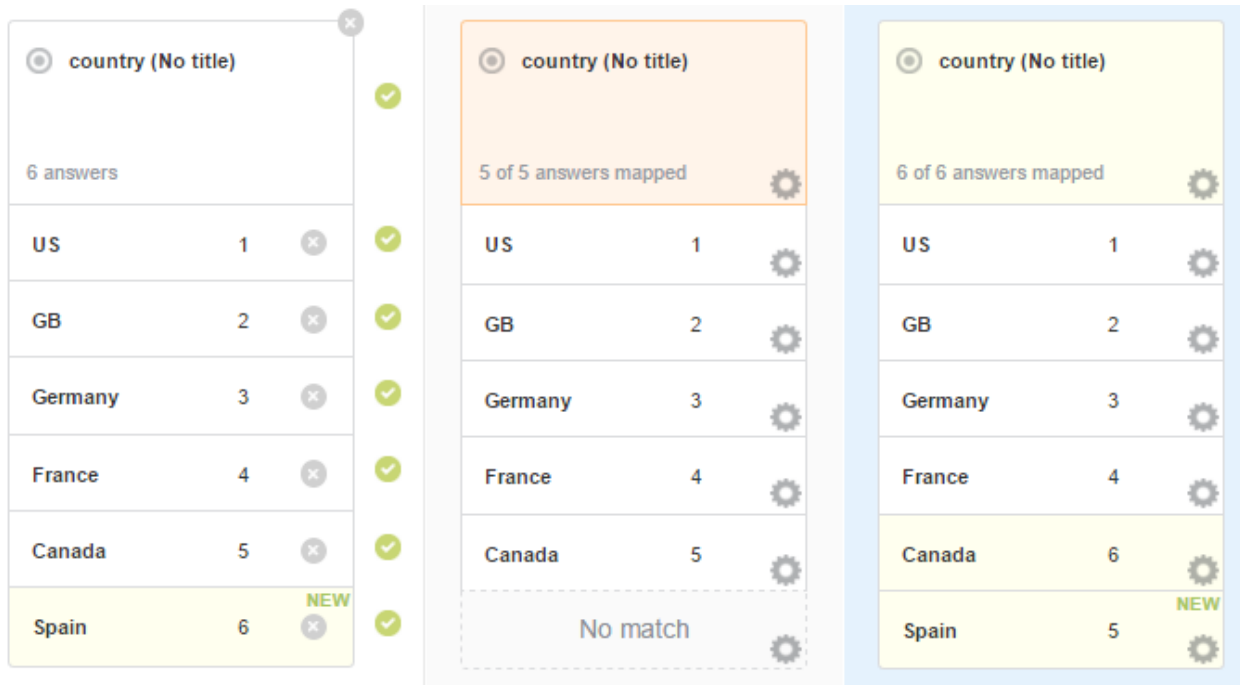 country (No title)
6 answers
US 1
GB 2
Germany 3
France 4
Canada 5
NEW
Spain 6
country (No title)
5 of 5 answers mapped
US 1
GB 2
Germany 3
France 4
Canada 5
No match
country (No title)
6 of 6 answers mapped
US 1
GB 2
Germany 3
France 4
Canada 6
NEW
Spain 5